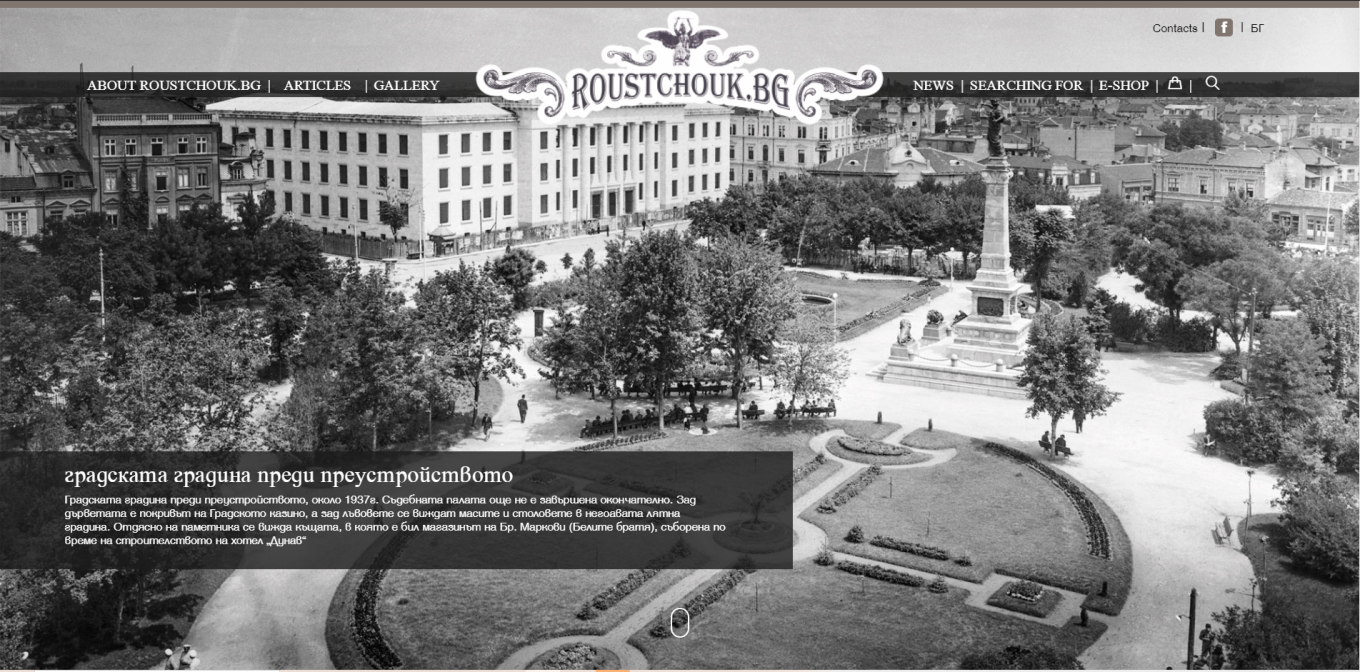 Contacts | f | БГ
ABOUT ROUSTCHOUK.BG | ARTICLES | GALLERY
ROUSTCHOUK.BG
NEWS | SEARCHING FOR | E-SHOP | |
градската градина преди преустройството
Градската градина преди преустройството, около 1937г. Съдебната палата още не е завършена окончателно. Зад
дърветата е покривът на Градското казино, а зад лъвовете се виждат масите и столовете в негоавата лятна
градина. Отдясно на паметника се вижда къщата, в която е бил магазинът на Бр. Маркови (Белите братя), съборена по
време на строителството на хотел „Дунав“